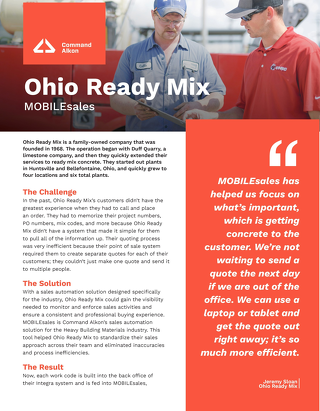 Command
Alkon
Ohio Ready Mix
MOBILEsales
Ohio Ready Mix is a family-owned company that was
founded in 1968. The operation began with Duff Quarry, a
limestone company, and then they quickly extended their
services to ready mix concrete. They started out plants
in Huntsville and Bellefontaine, Ohio, and quickly grew to
four locations and six total plants.
The Challenge
In the past, Ohio Ready Mix's customers didn't have the
greatest experience when they had to call and place
an order. They had to memorize their project numbers,
PO numbers, mix codes, and more because Ohio Ready
Mix didn't have a system that made it simple for them
to pull all of the information up. Their quoting process
was very inefficient because their point of sale system
required them to create separate quotes for each of their
customers; they couldn't just make one quote and send it
to multiple people.
The Solution
With a sales automation solution designed specifically
for the industry, Ohio Ready Mix could gain the visibility
needed to monitor and enforce sales activities and
ensure a consistent and professional buying experience.
MOBILEsales is Command Alkon's sales automation
solution for the Heavy Building Materials industry. This
tool helped Ohio Ready Mix to standardize their sales
approach across their team and eliminated inaccuracies
and process inefficiencies.
The Result
Now, each work code is built into the back office of
their Integra system and is fed into MOBILEsales,
“
MOBILEsales has
helped us focus on
what's important,
which is getting
concrete to the
customer. We're not
waiting to send a
quote the next day
if we are out of the
office. We can use a
laptop or tablet and
get the quote out
right away; it's so
much more efficient.
Jeremy Sloan
Ohio Ready Mix